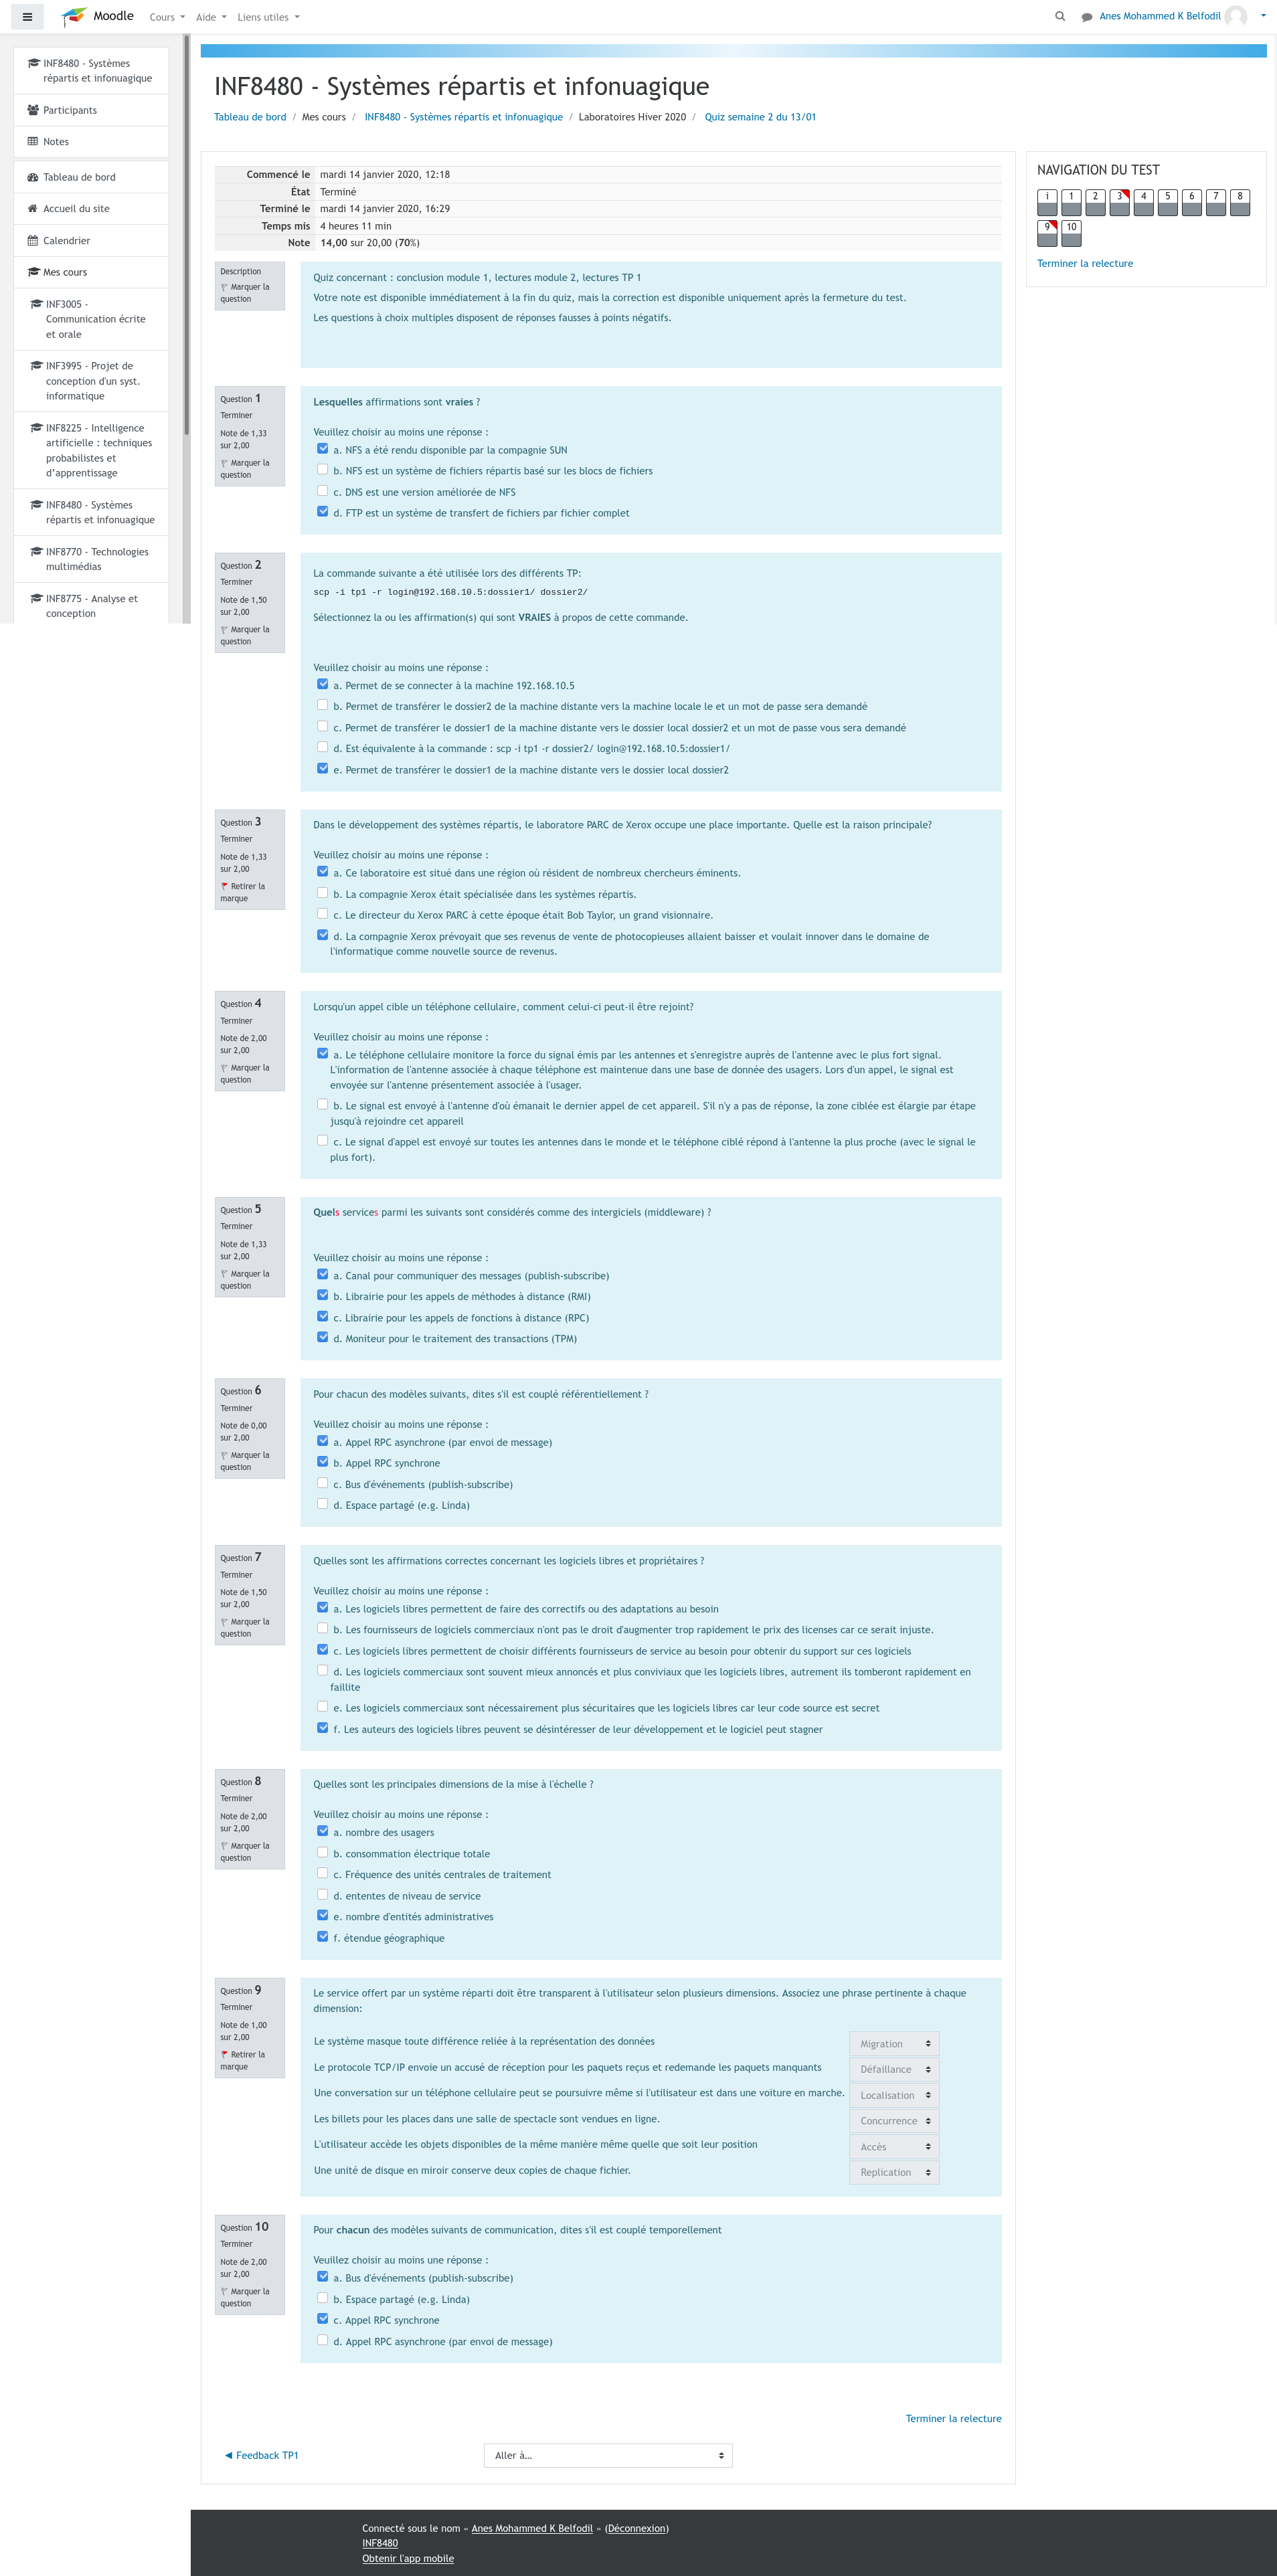 Moodle Cours Aide Liens utiles Anes Mohammed K Belfodil
INF8480 - Systèmes
répartis et infonuagique
Participants
Notes
Tableau de bord
Accueil du site
Calendrier
Mes cours
INF3005 -
Communication écrite
et orale
INF3995 - Projet de
conception d'un syst.
informatique
INF8225 - Intelligence
artificielle : techniques
probabilistes et
d'apprentissage
INF8480 - Systèmes
répartis et infonuagique
INF8770 - Technologies
multimédias
INF8775 - Analyse et
conception
INF8480 - Systèmes répartis et infonuagique
Tableau de bord / Mes cours / INF8480 - Systèmes répartis et infonuagique / Laboratoires Hiver 2020 / Quiz semaine 2 du 13/01
Commencé le mardi 14 janvier 2020, 12:18
État Terminé
Terminé le mardi 14 janvier 2020, 16:29
Temps mis 4 heures 11 min
Note 14,00 sur 20,00 (70%)
Description
Marquer la
question
Quiz concernant : conclusion module 1, lectures module 2, lectures TP 1
Votre note est disponible immédiatement à la fin du quiz, mais la correction est disponible uniquement après la fermeture du test.
Les questions à choix multiples disposent de réponses fausses à points négatifs.
Question 1
Terminer
Note de 1,33
sur 2,00
Marquer la
question
Lesquelles affirmations sont vraies ?
Veuillez choisir au moins une réponse :
a. NFS a été rendu disponible par la compagnie SUN
b. NFS est un système de fichiers répartis basé sur les blocs de fichiers
c. DNS est une version améliorée de NFS
d. FTP est un système de transfert de fichiers par fichier complet
Question 2
Terminer
Note de 1,50
sur 2,00
Marquer la
question
La commande suivante a été utilisée lors des différents TP:
scp -i tp1 -r login@192.168.10.5:dossier1/ dossier2/
Sélectionnez la ou les affirmation(s) qui sont VRAIES à propos de cette commande.
Veuillez choisir au moins une réponse :
a. Permet de se connecter à la machine 192.168.10.5
b. Permet de transférer le dossier2 de la machine distante vers la machine locale le et un mot de passe sera demandé
c. Permet de transférer le dossier1 de la machine distante vers le dossier local dossier2 et un mot de passe vous sera demandé
d. Est équivalente à la commande : scp -i tp1 -r dossier2/ login@192.168.10.5:dossier1/
e. Permet de transférer le dossier1 de la machine distante vers le dossier local dossier2
Question 3
Terminer
Note de 1,33
sur 2,00
Retirer la
marque
Dans le développement des systèmes répartis, le laboratore PARC de Xerox occupe une place importante. Quelle est la raison principale?
Veuillez choisir au moins une réponse :
a. Ce laboratoire est situé dans une région où résident de nombreux chercheurs éminents.
b. La compagnie Xerox était spécialisée dans les systèmes répartis.
c. Le directeur du Xerox PARC à cette époque était Bob Taylor, un grand visionnaire.
d. La compagnie Xerox prévoyait que ses revenus de vente de photocopieuses allaient baisser et voulait innover dans le domaine de
l'informatique comme nouvelle source de revenus.
Question 4
Terminer
Note de 2,00
sur 2,00
Marquer la
question
Lorsqu'un appel cible un téléphone cellulaire, comment celui-ci peut-il être rejoint?
Veuillez choisir au moins une réponse :
a. Le téléphone cellulaire monitore la force du signal émis par les antennes et s'enregistre auprès de l'antenne avec le plus fort signal.
L'information de l'antenne associée à chaque téléphone est maintenue dans une base de donnée des usagers. Lors d'un appel, le signal est
envoyée sur l'antenne présentement associée à l'usager.
b. Le signal est envoyé à l'antenne d'où émanait le dernier appel de cet appareil. S'il n'y a pas de réponse, la zone ciblée est élargie par étape
jusqu'à rejoindre cet appareil
c. Le signal d'appel est envoyé sur toutes les antennes dans le monde et le téléphone ciblé répond à l'antenne la plus proche (avec le signal le
plus fort).
Question 5
Terminer
Note de 1,33
sur 2,00
Marquer la
question
Quels services parmi les suivants sont considérés comme des intergiciels (middleware) ?
Veuillez choisir au moins une réponse :
a. Canal pour communiquer des messages (publish-subscribe)
b. Librairie pour les appels de méthodes à distance (RMI)
c. Librairie pour les appels de fonctions à distance (RPC)
d. Moniteur pour le traitement des transactions (TPM)
Question 6
Terminer
Note de 0,00
sur 2,00
Marquer la
question
Pour chacun des modèles suivants, dites s'il est couplé référentiellement ?
Veuillez choisir au moins une réponse :
a. Appel RPC asynchrone (par envoi de message)
b. Appel RPC synchrone
c. Bus d'événements (publish-subscribe)
d. Espace partagé (e.g. Linda)
Question 7
Terminer
Note de 1,50
sur 2,00
Marquer la
question
Quelles sont les affirmations correctes concernant les logiciels libres et propriétaires ?
Veuillez choisir au moins une réponse :
a. Les logiciels libres permettent de faire des correctifs ou des adaptations au besoin
b. Les fournisseurs de logiciels commerciaux n'ont pas le droit d'augmenter trop rapidement le prix des licenses car ce serait injuste.
c. Les logiciels libres permettent de choisir différents fournisseurs de service au besoin pour obtenir du support sur ces logiciels
d. Les logiciels commerciaux sont souvent mieux annoncés et plus conviviaux que les logiciels libres, autrement ils tomberont rapidement en
faillite
e. Les logiciels commerciaux sont nécessairement plus sécuritaires que les logiciels libres car leur code source est secret
f. Les auteurs des logiciels libres peuvent se désintéresser de leur développement et le logiciel peut stagner
Question 8
Terminer
Note de 2,00
sur 2,00
Marquer la
question
Quelles sont les principales dimensions de la mise à l'échelle ?
Veuillez choisir au moins une réponse :
a. nombre des usagers
b. consommation électrique totale
c. Fréquence des unités centrales de traitement
d. ententes de niveau de service
e. nombre d'entités administratives
f. étendue géographique
Question 9
Terminer
Note de 1,00
sur 2,00
Retirer la
marque
Le service offert par un système réparti doit être transparent à l'utilisateur selon plusieurs dimensions. Associez une phrase pertinente à chaque
dimension:
Le système masque toute différence reliée à la représentation des données Migration
Le protocole TCP/IP envoie un accusé de réception pour les paquets reçus et redemande les paquets manquants Défaillance
Une conversation sur un téléphone cellulaire peut se poursuivre même si l'utilisateur est dans une voiture en marche. Localisation
Les billets pour les places dans une salle de spectacle sont vendues en ligne. Concurrence
L'utilisateur accède les objets disponibles de la même manière même quelle que soit leur position Accès
Une unité de disque en miroir conserve deux copies de chaque fichier. Replication
Question 10
Terminer
Note de 2,00
sur 2,00
Marquer la
question
Pour chacun des modèles suivants de communication, dites s'il est couplé temporellement
Veuillez choisir au moins une réponse :
a. Bus d'événements (publish-subscribe)
b. Espace partagé (e.g. Linda)
c. Appel RPC synchrone
d. Appel RPC asynchrone (par envoi de message)
Terminer la relecture
◄ Feedback TP1 Aller à…
NAVIGATION DU TEST
i 1 2 3 4 5 6 7 8
9 10
Terminer la relecture
Connecté sous le nom « Anes Mohammed K Belfodil » (Déconnexion)
INF8480
Obtenir l'app mobile